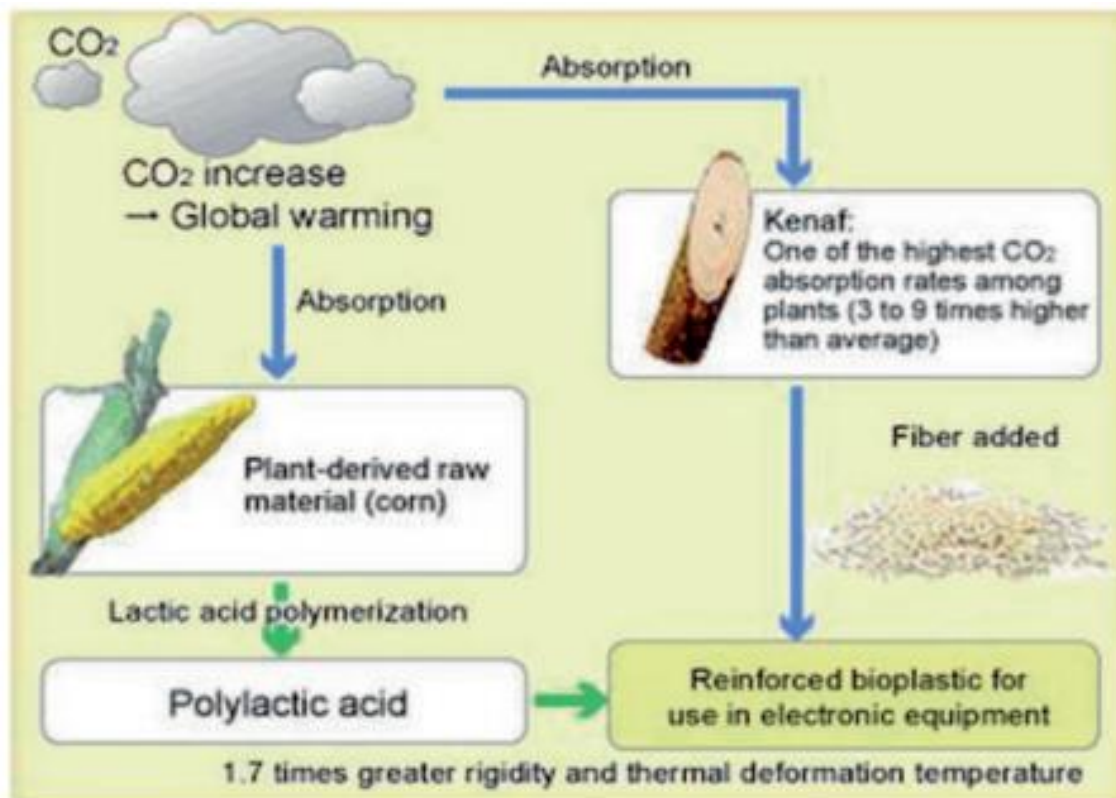 CO₂
CO₂ increase
→ Global warming
Absorption
Absorption
Kenaf:
One of the highest CO₂
absorption rates among
plants (3 to 9 times higher
than average)
Plant-derived raw
material (corn)
Fiber added
Lactic acid polymerization
Polylactic acid
Reinforced bioplastic for
use in electronic equipment
1.7 times greater rigidity and thermal deformation temperature